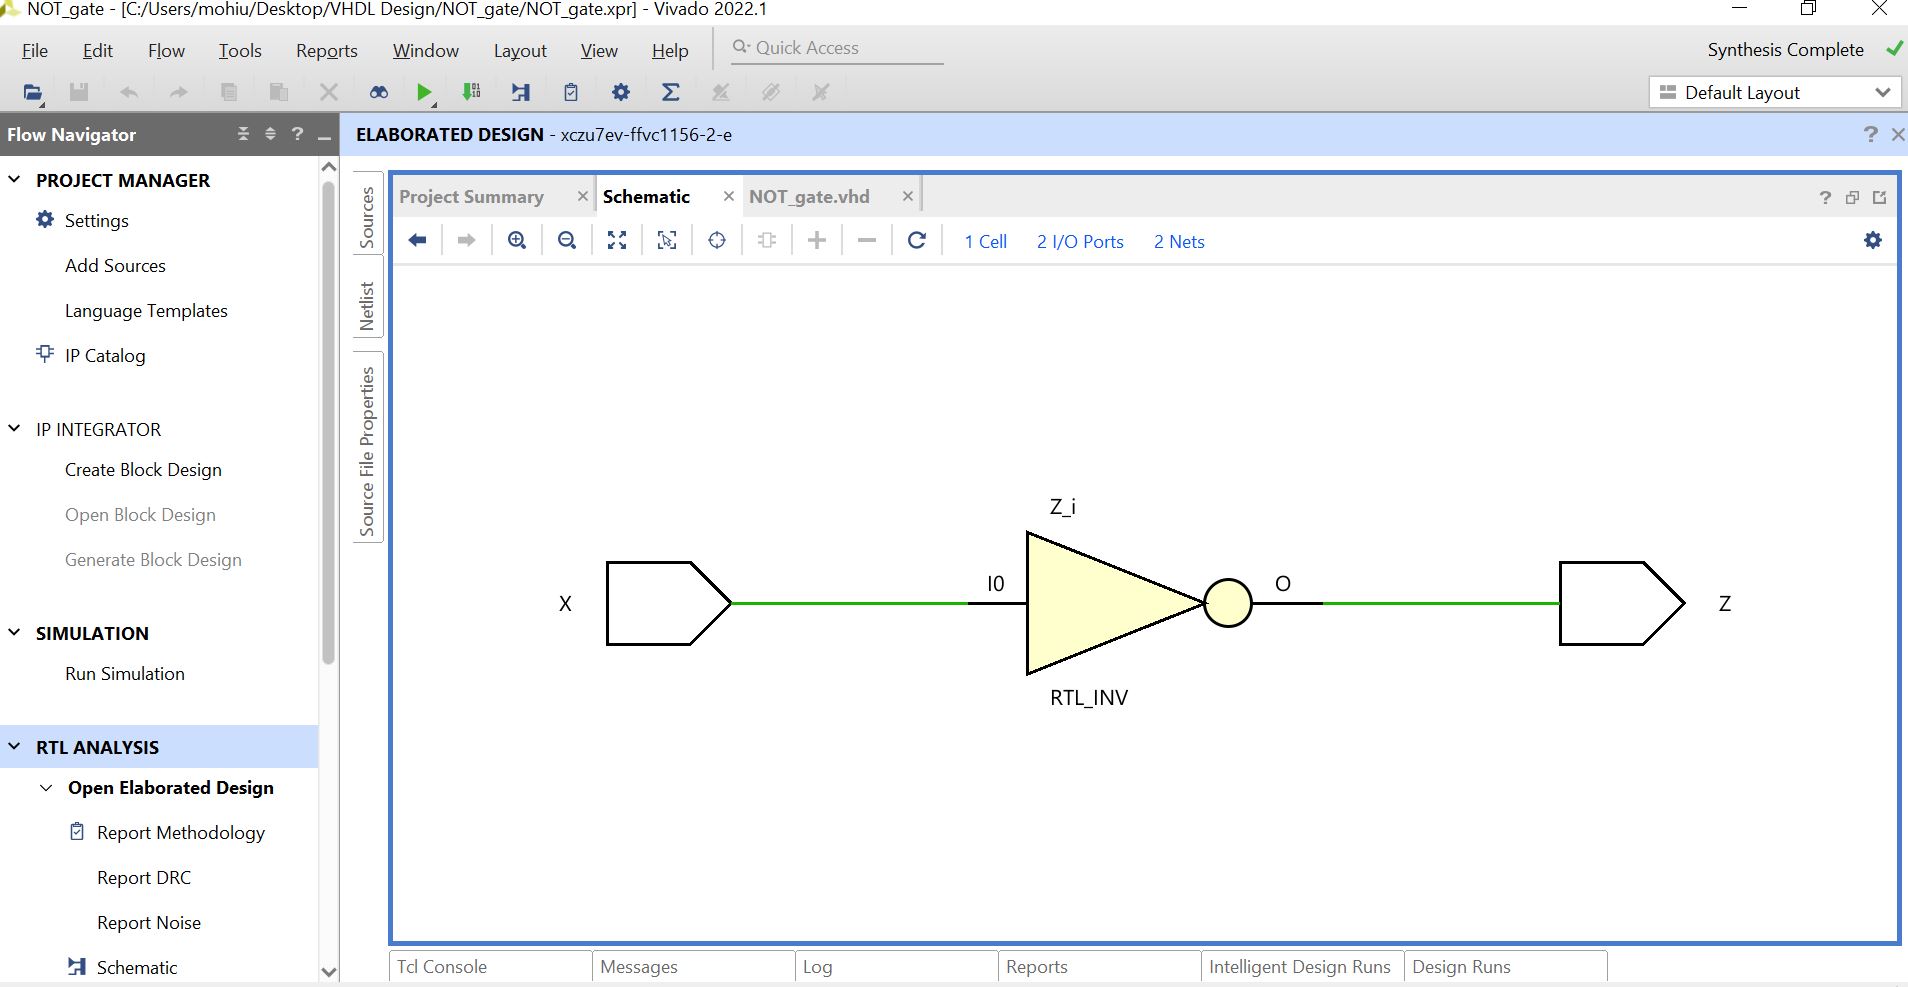 NOT_gate - [C:/Users/mohiu/Desktop/VHDL Design/NOT_gate/NOT_gate.xpr] - Vivado 2022.1
File Edit Flow Tools Reports Window Layout View Help Quick Access Synthesis Complete
Default Layout
Flow Navigator
ELABORATED DESIGN - xczu7ev-ffvc1156-2-e
PROJECT MANAGER
Settings
Add Sources
Language Templates
IP Catalog
IP INTEGRATOR
Create Block Design
Open Block Design
Generate Block Design
SIMULATION
Run Simulation
RTL ANALYSIS
Open Elaborated Design
Report Methodology
Report DRC
Report Noise
Schematic
Sources
Netlist
Source File Properties
Project Summary Schematic NOT_gate.vhd
1 Cell 2 I/O Ports 2 Nets
Z_i
I0 O
X Z
RTL_INV
Tcl Console Messages Log Reports Intelligent Design Runs Design Runs